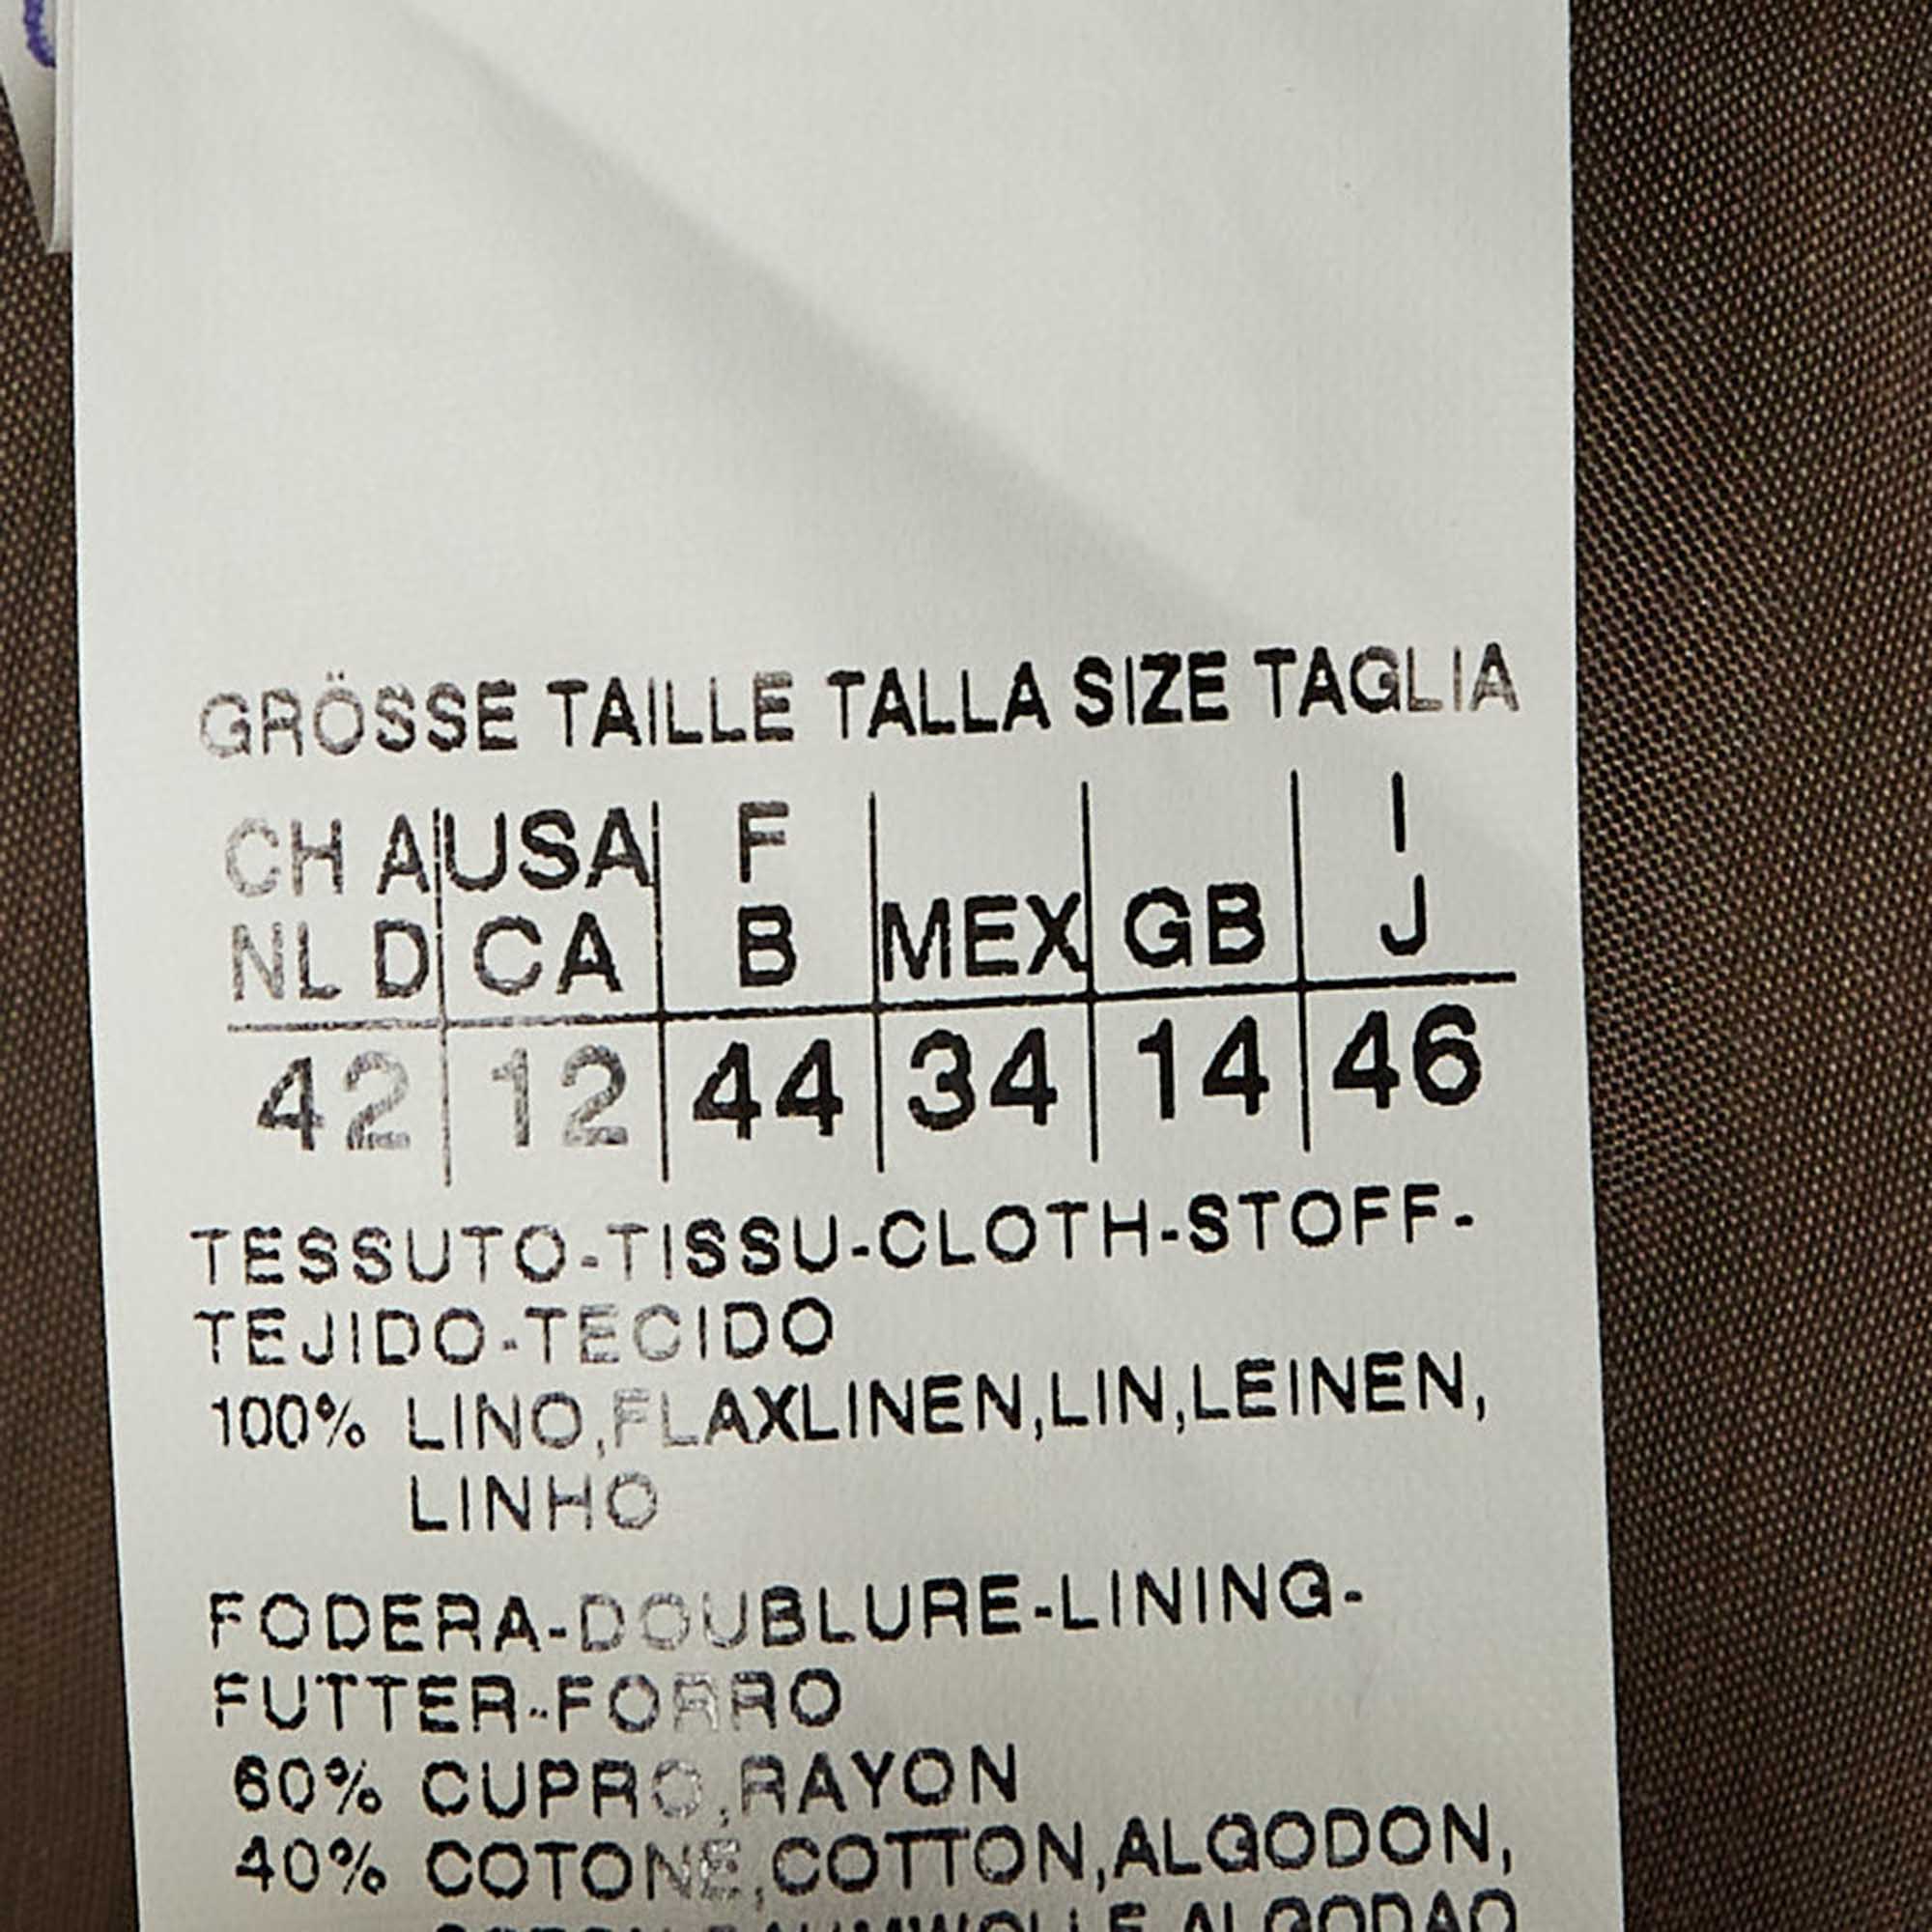 GRÖSSE TAILLE TALLA SIZE TAGLIA
CH A USA F I
NL D CA B MEX GB J
42 12 44 34 14 46
TESSUTO-TISSU-CLOTH-STOFF-
TEJIDO-TECIDO
100% LINO,FLAXLINEN,LIN,LEINEN,
LINHO
FODERA-DOUBLURE-LINING-
FUTTER-FORRO
60% CUPRO,RAYON
40% COTONE,COTTON,ALGODON,